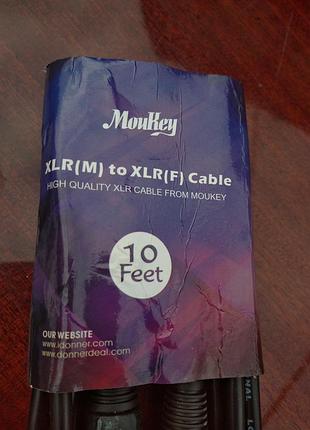 MouKey
XLR(M) to XLR(F) Cable
HIGH QUALITY XLR CABLE FROM MOUKEY
10
Feet
OUR WEBSITE
www.idonner.com
www.donnerdeal.com